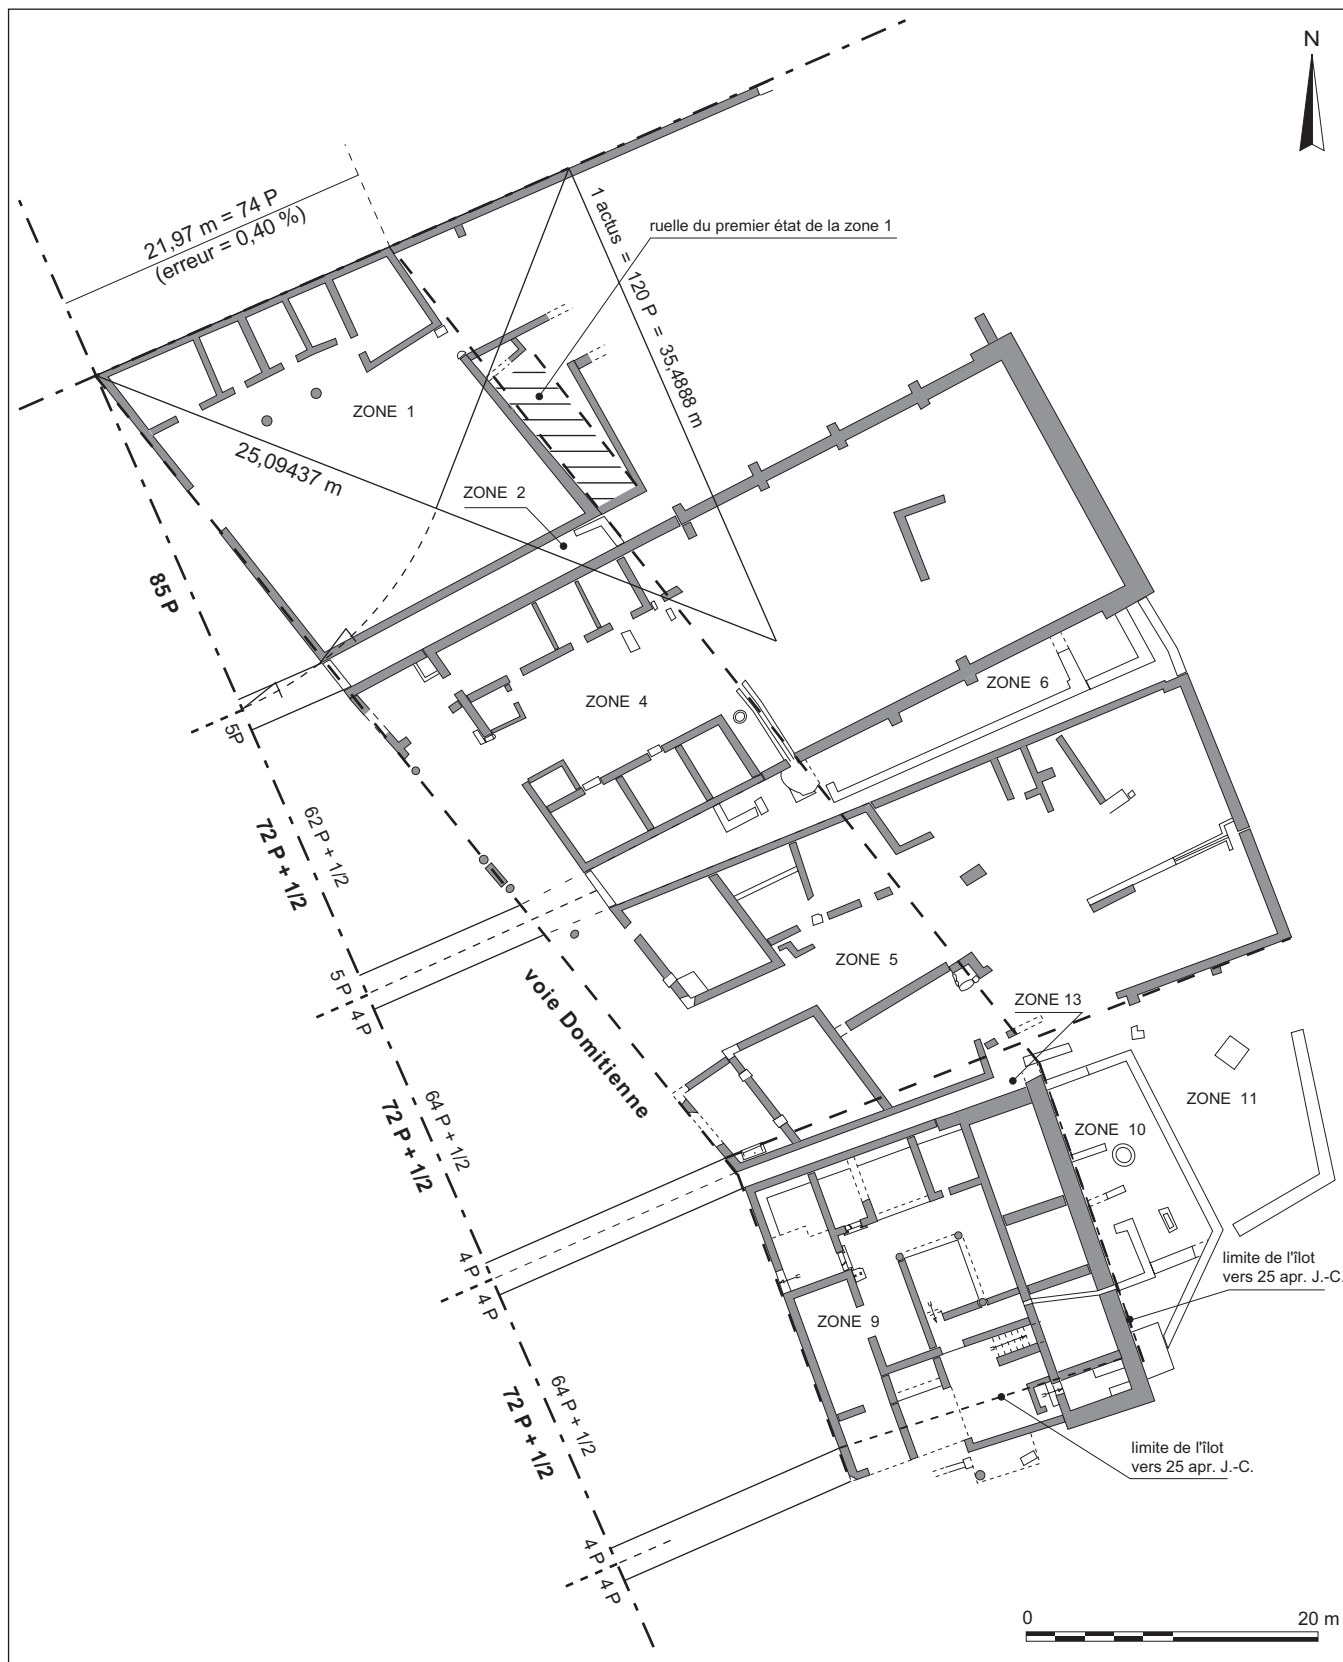 N
21,97 m = 74 P
(erreur = 0,40 %)
1 actus = 120 P = 35,4888 m
ruelle du premier état de la zone 1
ZONE 1
25,09437 m
ZONE 2
85 P
5P
ZONE 4
ZONE 6
62 P + 1/2
72 P + 1/2
5 P
4 P
voie Domitienne
ZONE 5
ZONE 13
ZONE 11
ZONE 10
64 P + 1/2
72 P + 1/2
4 P
4 P
limite de l'îlot
vers 25 apr. J.-C.
ZONE 9
64 P + 1/2
72 P + 1/2
limite de l'îlot
vers 25 apr. J.-C.
4 P
4 P
0 20 m